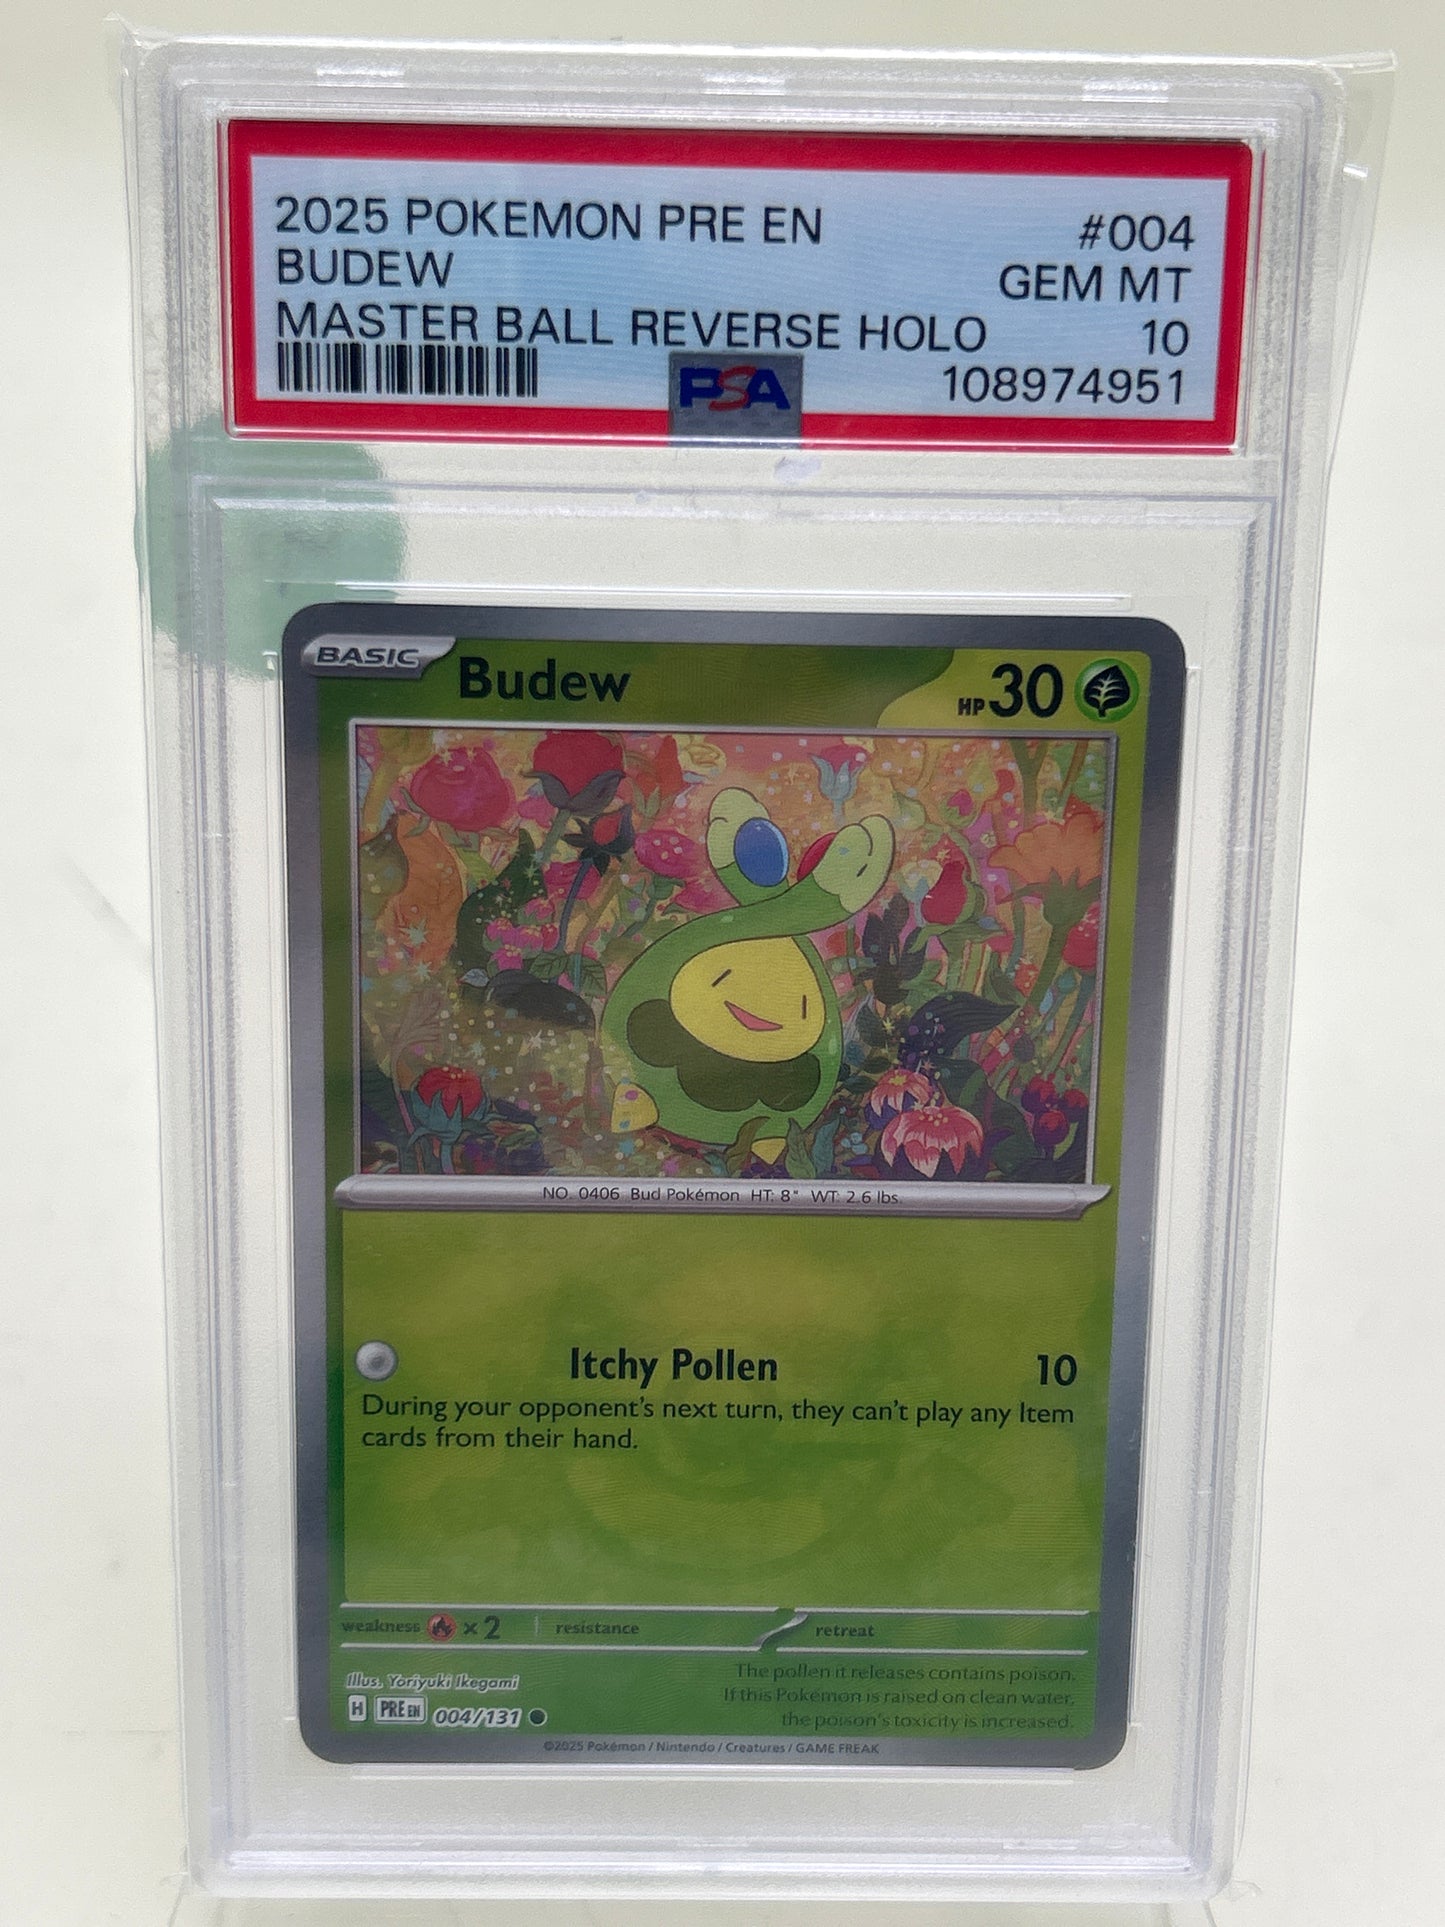 2025 POKEMON PRE EN #004
BUDEW GEM MT
MASTER BALL REVERSE HOLO 10
PSA 108974951
BASIC Budew HP 30
NO. 0406 Bud Pokémon HT: 8" WT: 2.6 lbs.
Itchy Pollen 10
During your opponent's next turn, they can't play any Item
cards from their hand.
weakness ×2 resistance retreat
Illus. Yoriyuki Ikegami
H PRE EN 004/131
The pollen it releases contains poison.
If this Pokémon is raised on clean water,
the poison's toxicity is increased.
©2025 Pokémon / Nintendo / Creatures / GAME FREAK